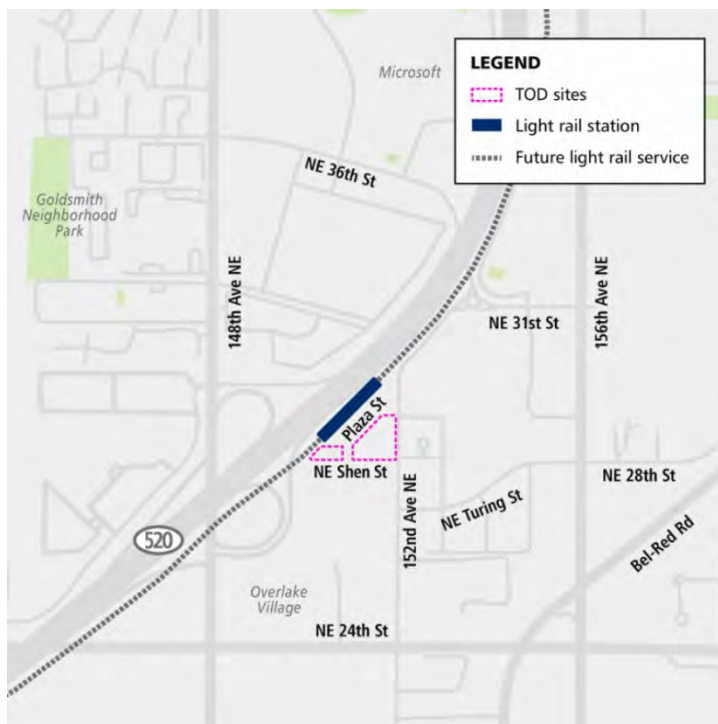 Microsoft
LEGEND
TOD sites
Light rail station
Future light rail service
NE 36th St
Goldsmith
Neighborhood
Park
148th Ave NE
156th Ave NE
NE 31st St
Plaza St
NE Shen St
152nd Ave NE
NE 28th St
NE Turing St
Bel-Red Rd
520
Overlake
Village
NE 24th St